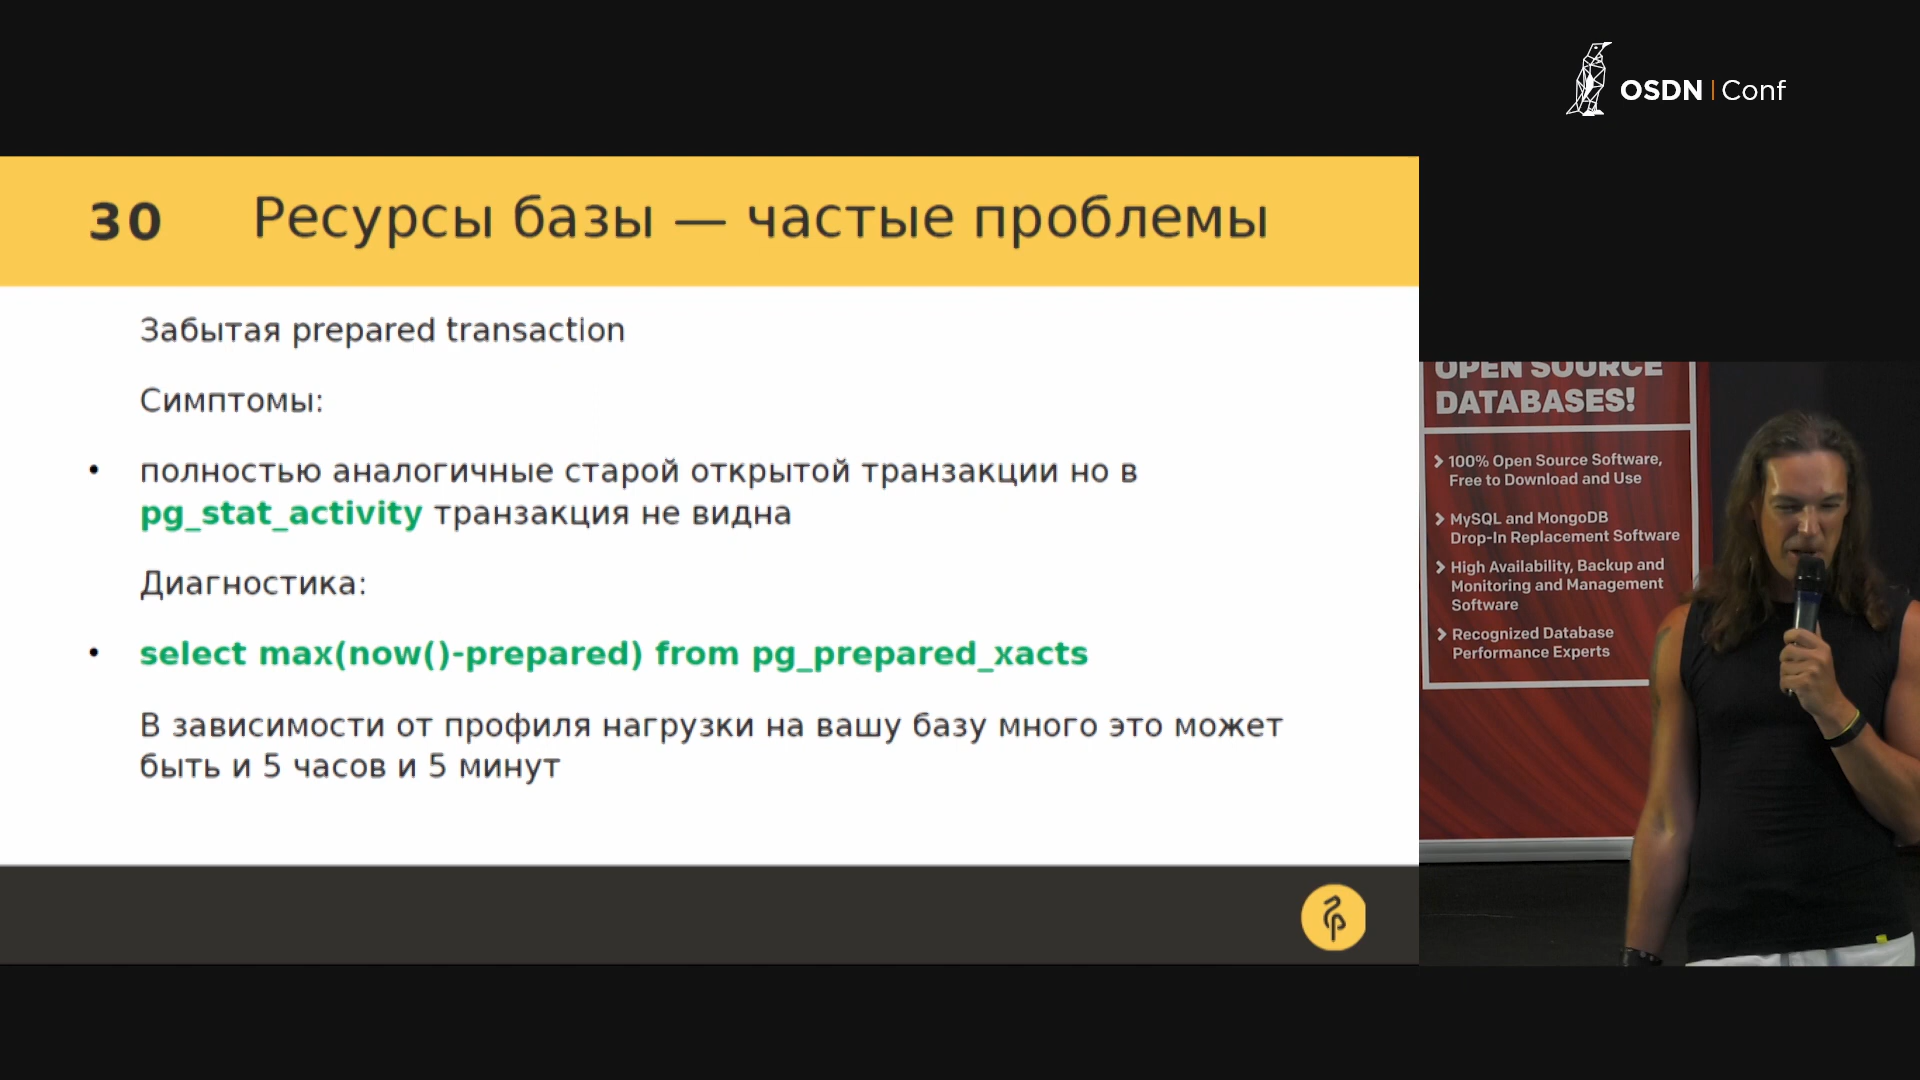 OSDN | Conf
30 Ресурсы базы — частые проблемы
Забытая prepared transaction
Симптомы:
• полностью аналогичные старой открытой транзакции но в
pg_stat_activity транзакция не видна
Диагностика:
• select max(now()-prepared) from pg_prepared_xacts
В зависимости от профиля нагрузки на вашу базу много это может
быть и 5 часов и 5 минут
OPEN SOURCE
DATABASES!
100% Open Source Software,
Free to Download and Use
MySQL and MongoDB
Drop-In Replacement Software
High Availability, Backup and
Monitoring and Management
Software
Recognized Database
Performance Experts